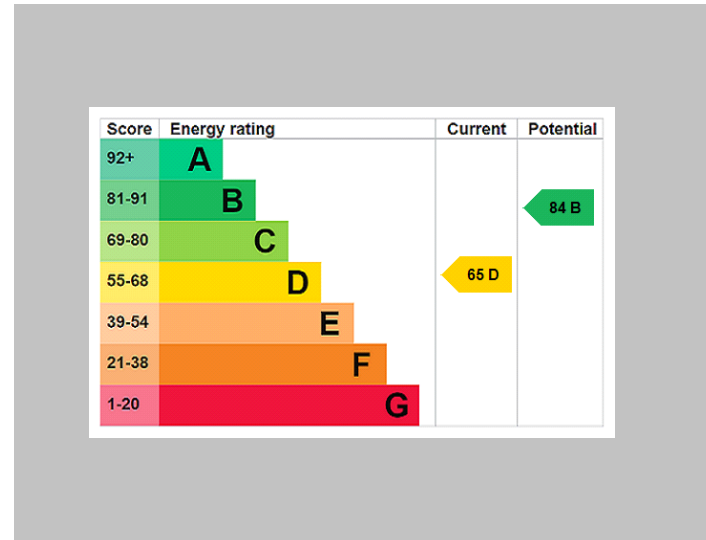 Score Energy rating Current Potential
92+ A
81-91 B 84 B
69-80 C
55-68 D 65 D
39-54 E
21-38 F
1-20 G